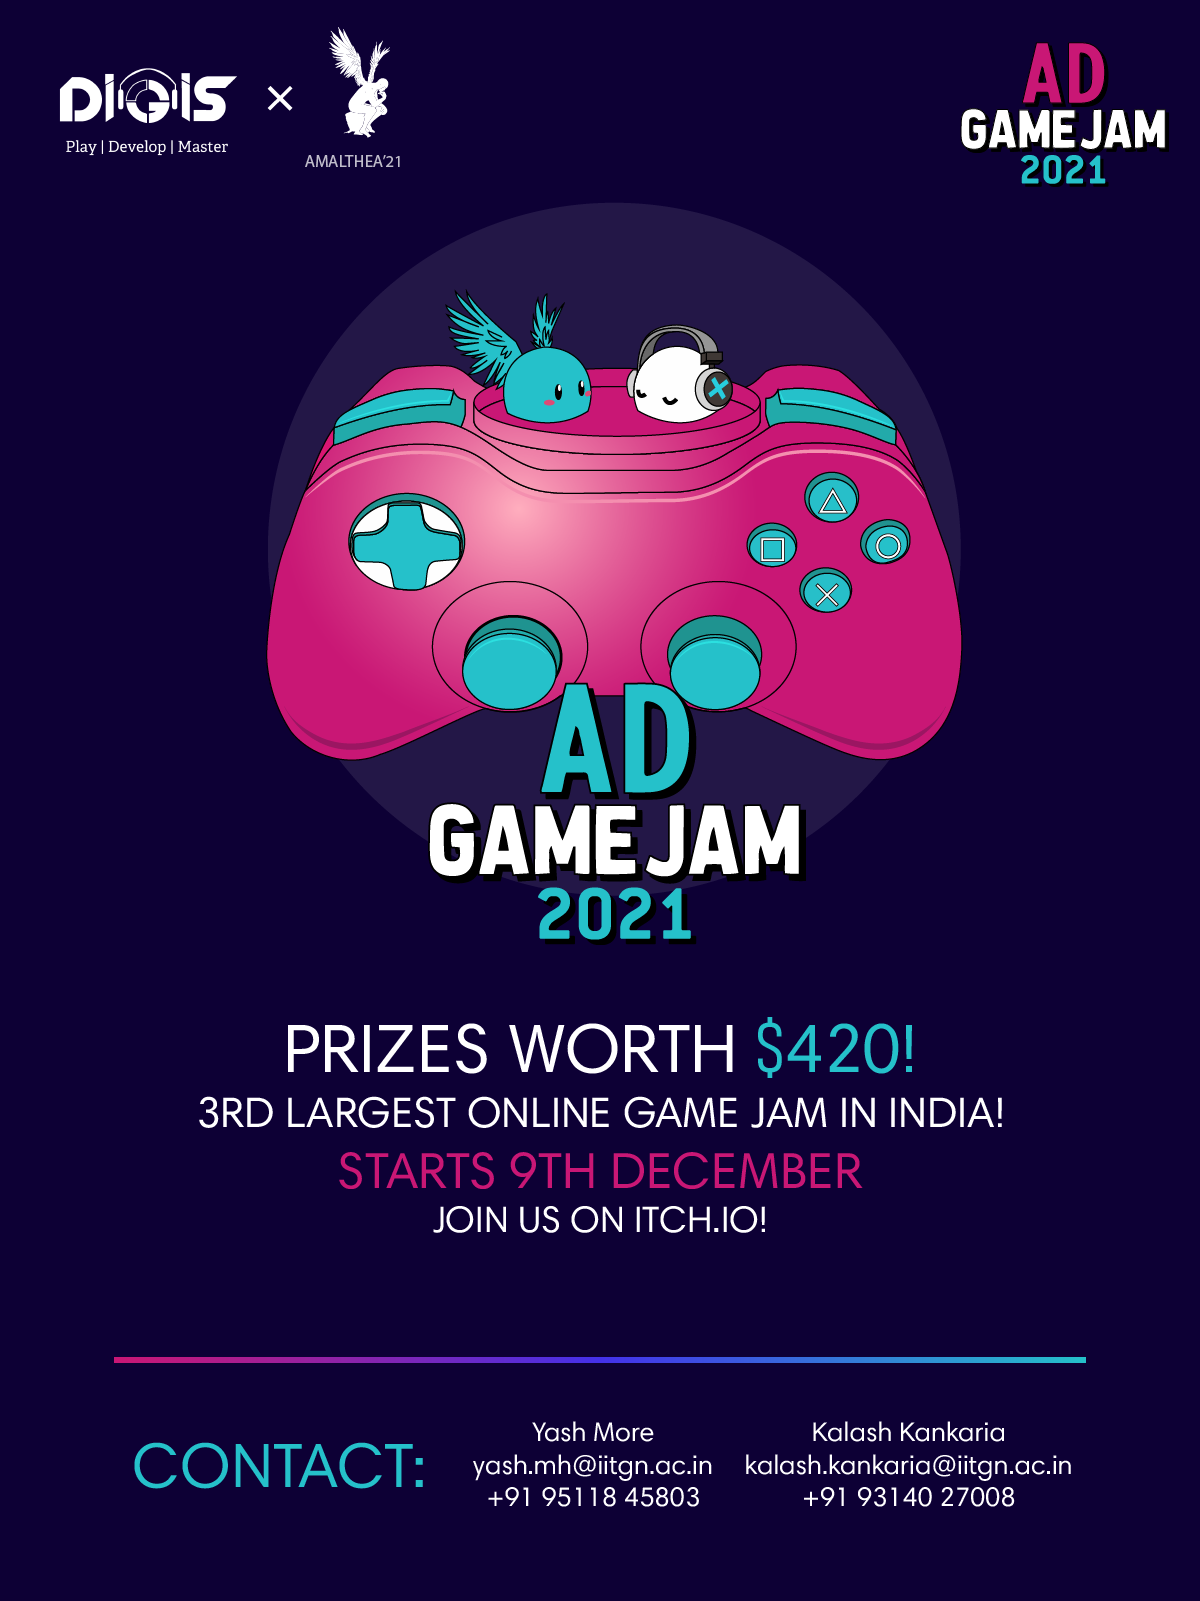 DIGIS
Play | Develop | Master
×
AMALTHEA'21
AD
GAME JAM
2021
AD
GAME JAM
2021
PRIZES WORTH $420!
3RD LARGEST ONLINE GAME JAM IN INDIA!
STARTS 9TH DECEMBER
JOIN US ON ITCH.IO!
CONTACT:
Yash More
yash.mh@iitgn.ac.in
+91 95118 45803
Kalash Kankaria
kalash.kankaria@iitgn.ac.in
+91 93140 27008